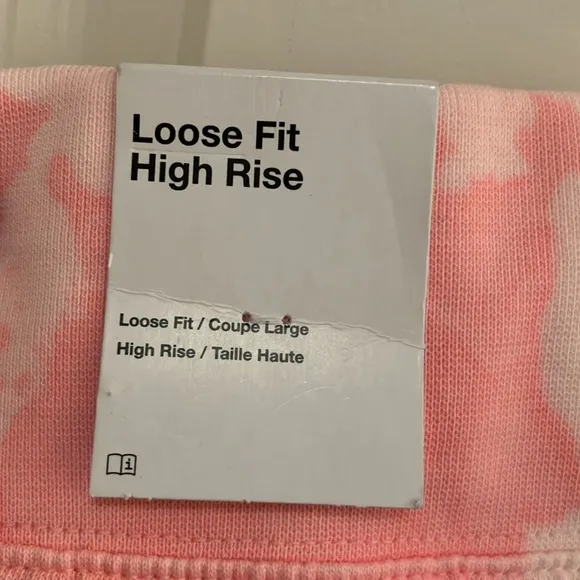 Loose Fit
High Rise
Loose Fit / Coupe Large
High Rise / Taille Haute
i